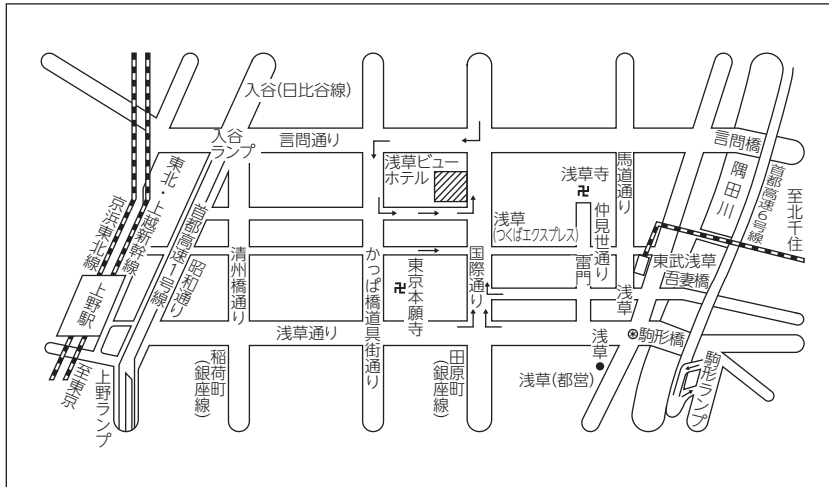 入谷(日比谷線)
入谷
ランプ
言問通り
言問橋
浅草ビュー
ホテル
浅草寺
馬道通り
隅田川
首都高速6号線
至北千住
東北・上越新幹線
京浜東北線
首都高速1号線
昭和通り
清州橋通り
かっぱ橋道具街通り
東京本願寺
国際通り
浅草
(つくばエクスプレス)
仲見世通り
雷門
東武浅草
吾妻橋
浅草
上野駅
浅草通り
駒形橋
浅草
浅草(都営)
駒形ランプ
至東京
上野ランプ
稲荷町
(銀座線)
田原町
(銀座線)